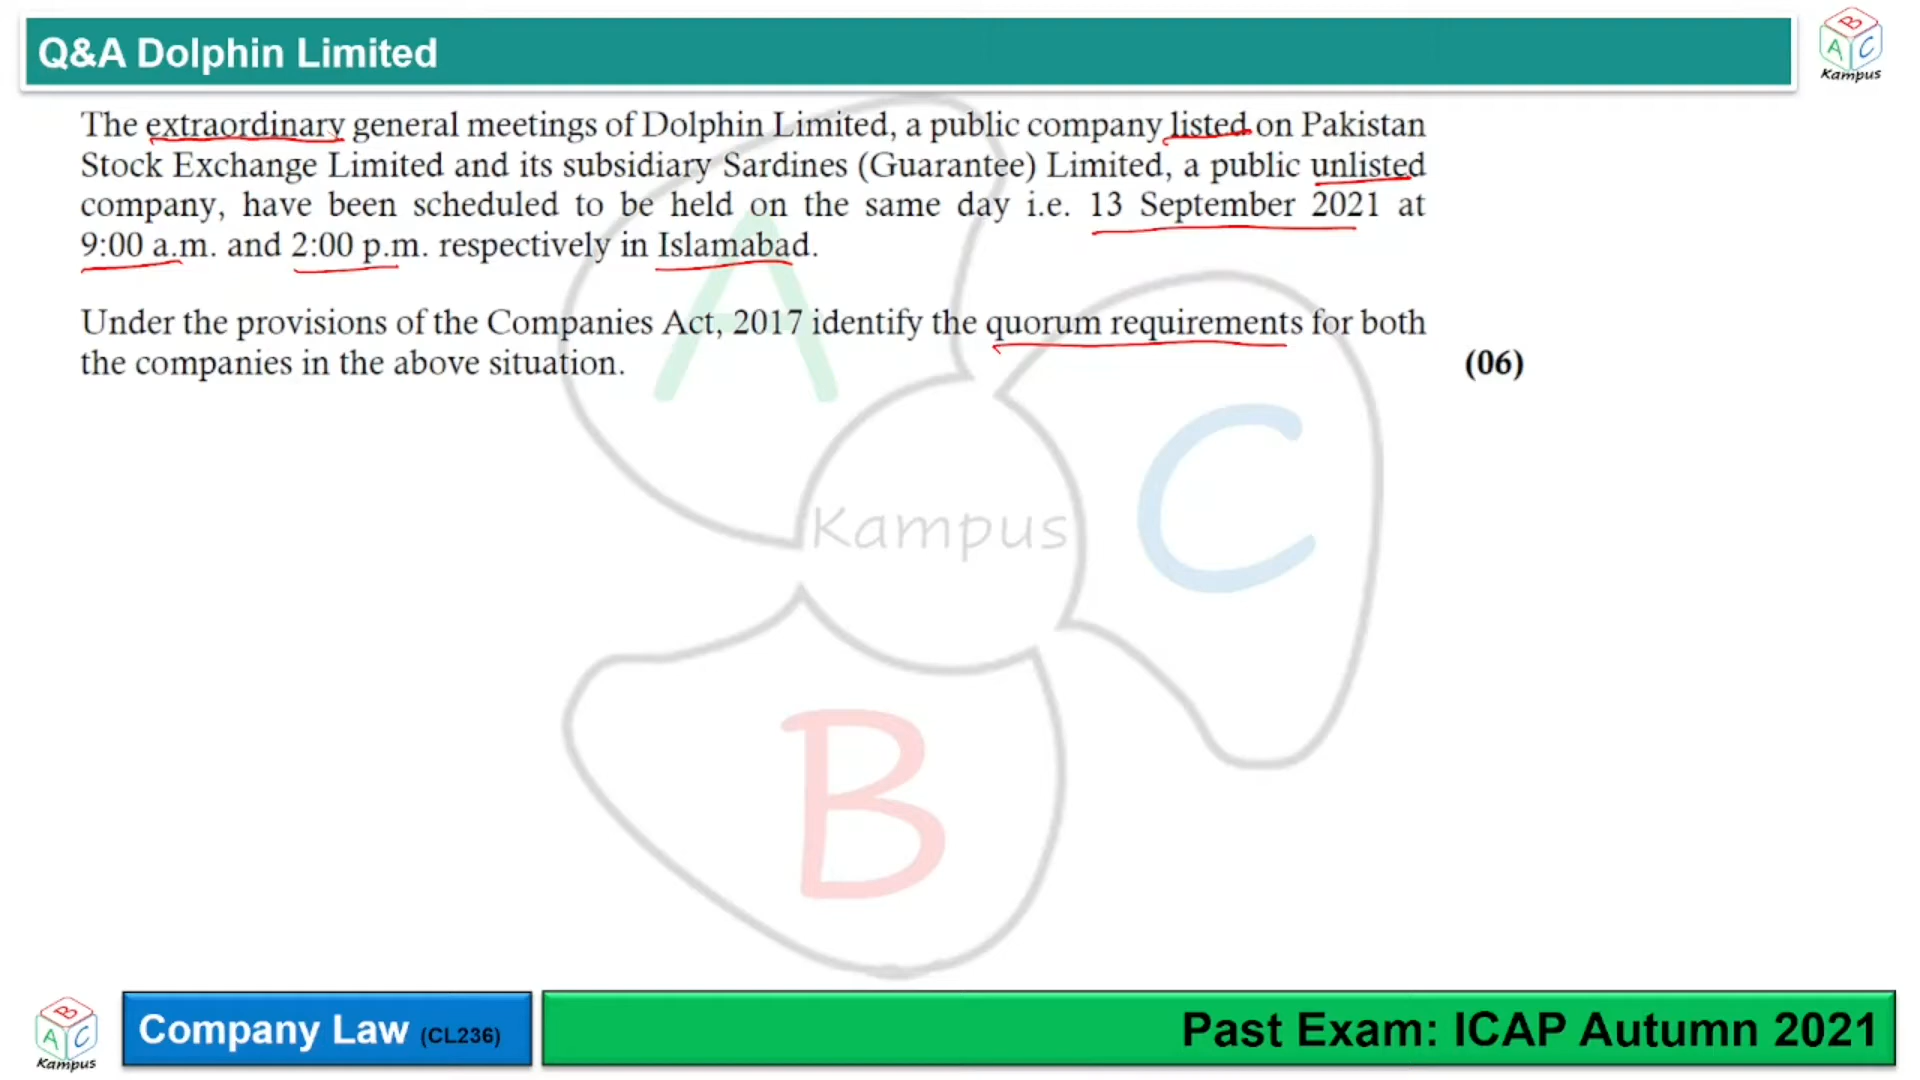 Q&A Dolphin Limited
B
A C
Kampus
The extraordinary general meetings of Dolphin Limited, a public company listed on Pakistan
Stock Exchange Limited and its subsidiary Sardines (Guarantee) Limited, a public unlisted
company, have been scheduled to be held on the same day i.e. 13 September 2021 at
9:00 a.m. and 2:00 p.m. respectively in Islamabad.
Under the provisions of the Companies Act, 2017 identify the quorum requirements for both
the companies in the above situation.
(06)
A
C
Kampus
B
B
A C
Kampus
Company Law (CL236)
Past Exam: ICAP Autumn 2021